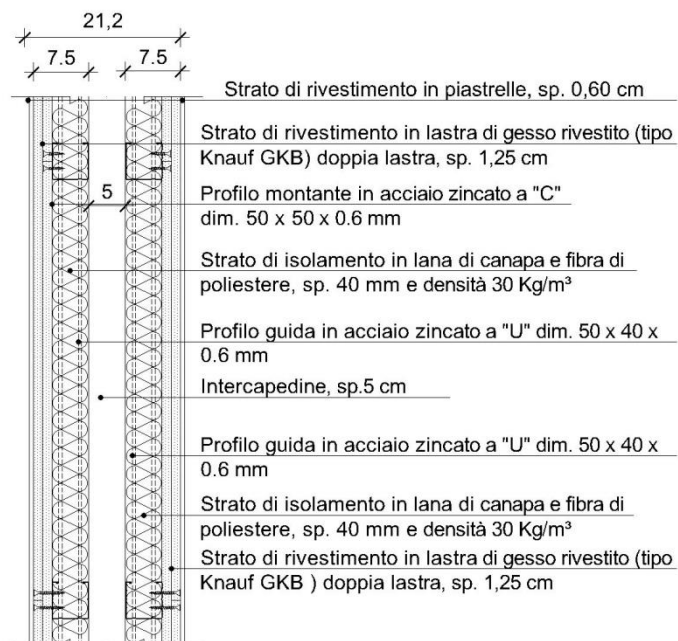 21,2
7.5 7.5
Strato di rivestimento in piastrelle, sp. 0,60 cm
Strato di rivestimento in lastra di gesso rivestito (tipo
Knauf GKB) doppia lastra, sp. 1,25 cm
5
Profilo montante in acciaio zincato a "C"
dim. 50 x 50 x 0.6 mm
Strato di isolamento in lana di canapa e fibra di
poliestere, sp. 40 mm e densità 30 Kg/m³
Profilo guida in acciaio zincato a "U" dim. 50 x 40 x
0.6 mm
Intercapedine, sp.5 cm
Profilo guida in acciaio zincato a "U" dim. 50 x 40 x
0.6 mm
Strato di isolamento in lana di canapa e fibra di
poliestere, sp. 40 mm e densità 30 Kg/m³
Strato di rivestimento in lastra di gesso rivestito (tipo
Knauf GKB ) doppia lastra, sp. 1,25 cm